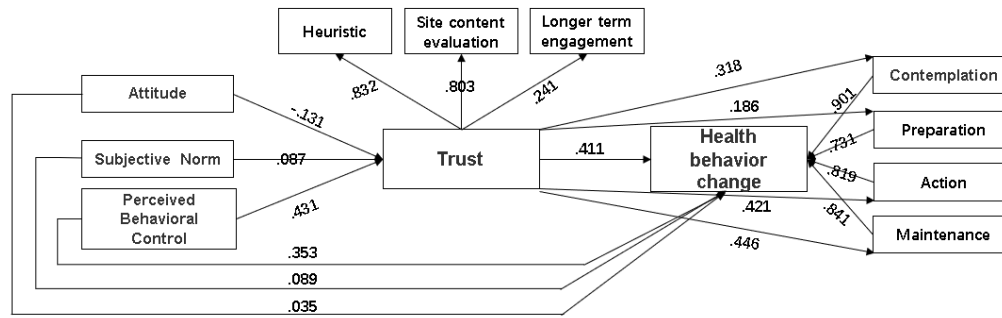 Heuristic
Site content
evaluation
Longer term
engagement
.832
.803
.241
.318
Contemplation
Attitude
-.131
.186
.901
Preparation
Subjective Norm
.087
Trust
.411
Health
behavior
change
.731
.819
Action
Perceived
Behavioral
Control
.431
.421
.841
.446
Maintenance
.353
.089
.035